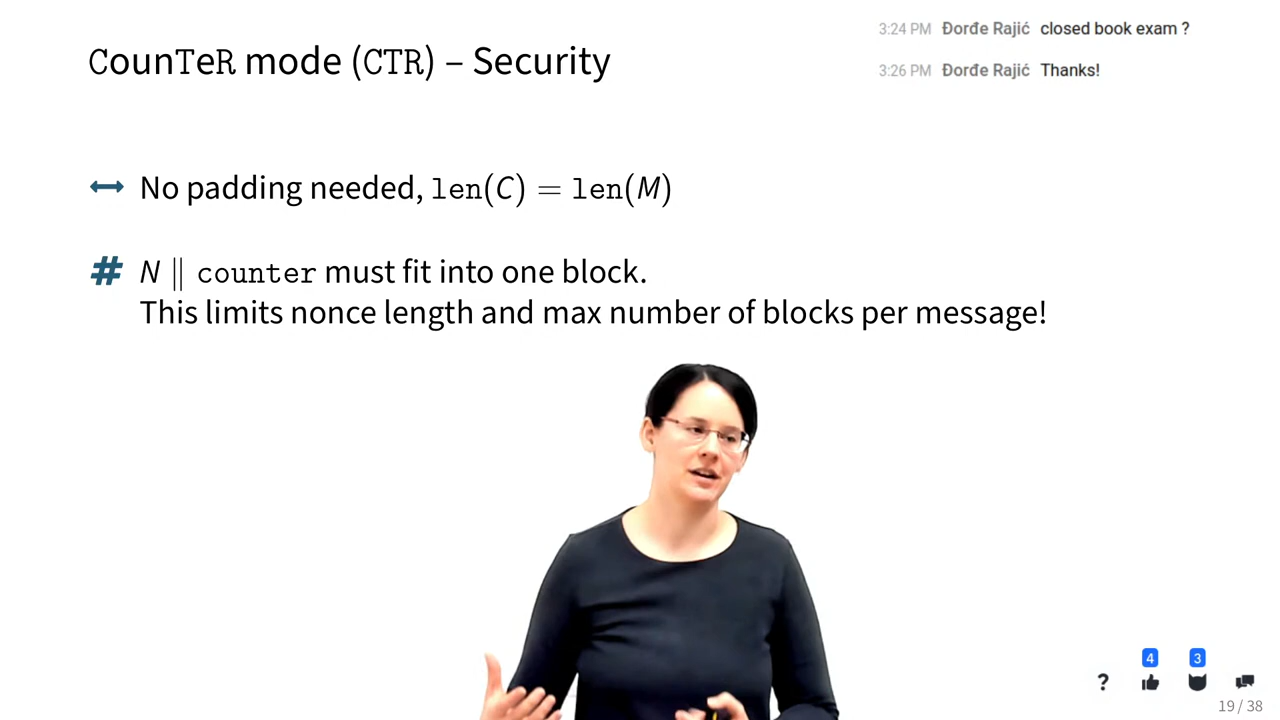 3:24 PM Đorđe Rajić closed book exam ?
CounTeR mode (CTR) – Security
3:26 PM Đorđe Rajić Thanks!
No padding needed, len(C) = len(M)
N ∥ counter must fit into one block.
This limits nonce length and max number of blocks per message!
4 3
?
19 / 38